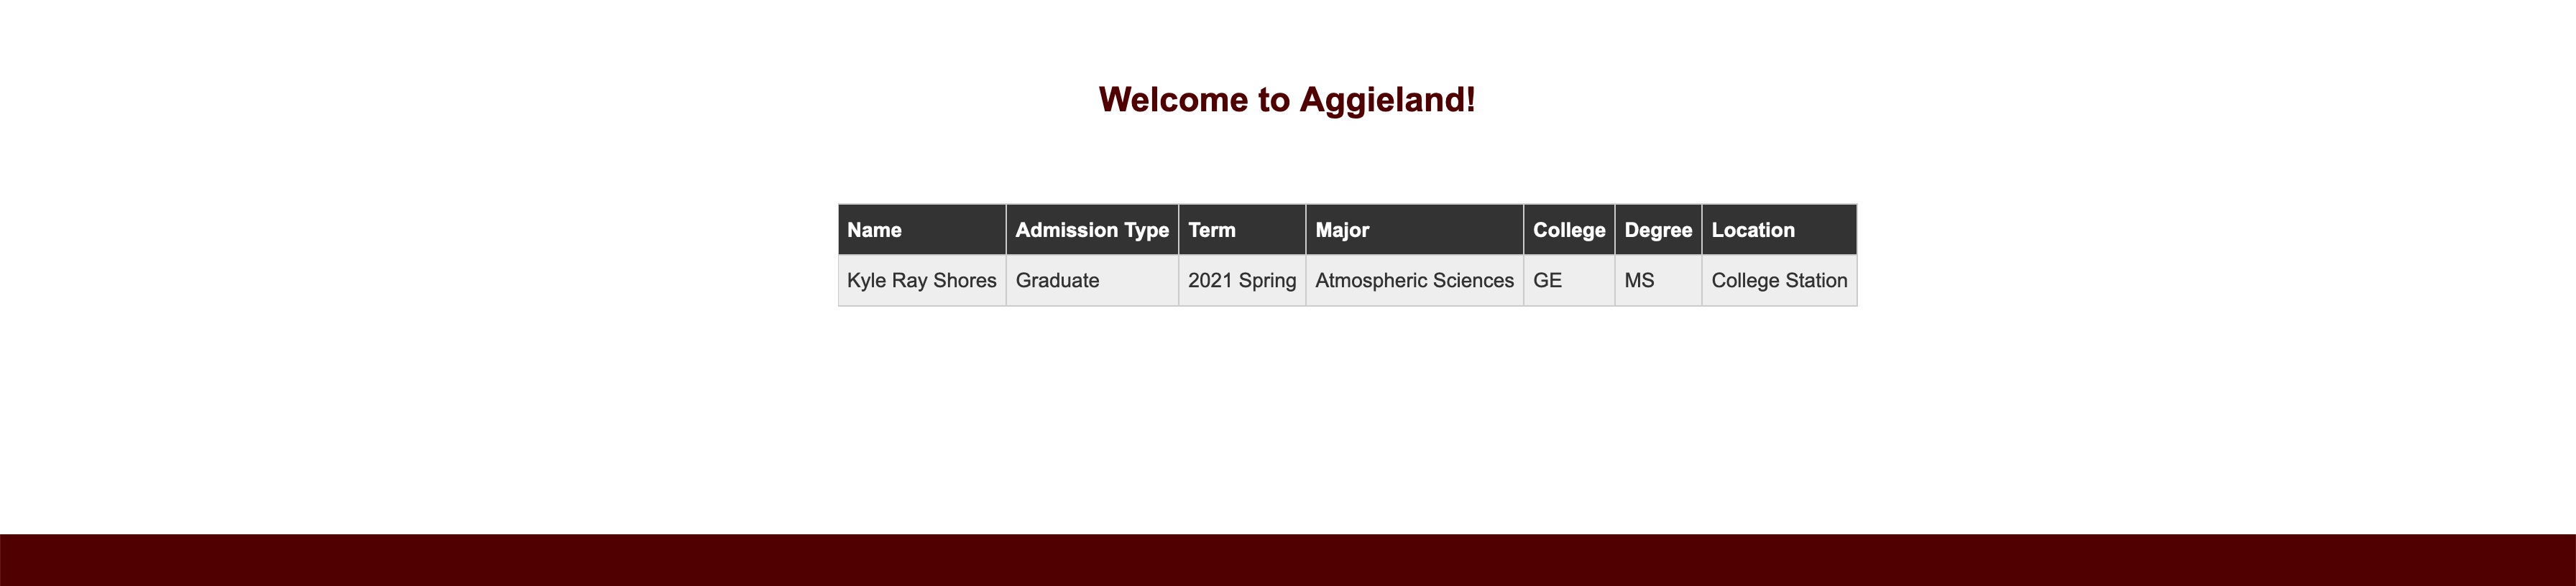 Welcome to Aggieland!
Name Admission Type Term Major College Degree Location
Kyle Ray Shores Graduate 2021 Spring Atmospheric Sciences GE MS College Station